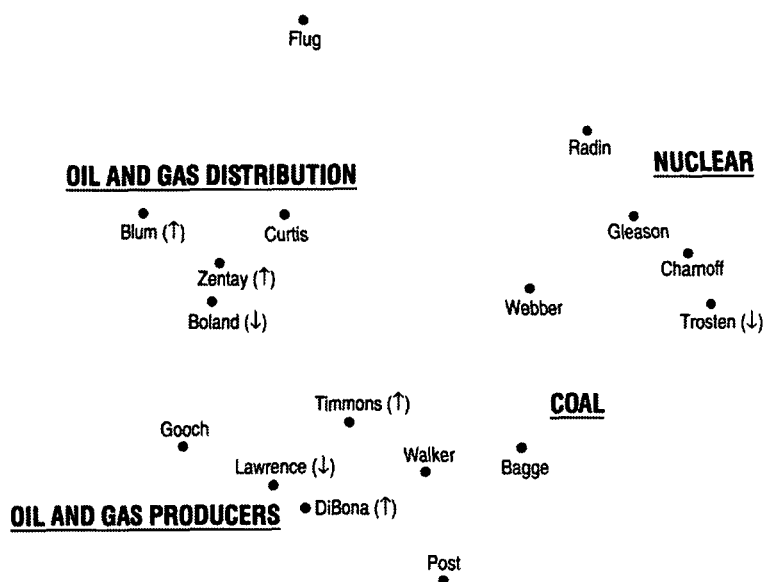 Flug
Radin
NUCLEAR
OIL AND GAS DISTRIBUTION
Blum (↑)
Curtis
Gleason
Zentay (↑)
Charnoff
Boland (↓)
Webber
Trosten (↓)
Timmons (↑)
COAL
Gooch
Walker
Lawrence (↓)
Bagge
DiBona (↑)
OIL AND GAS PRODUCERS
Post